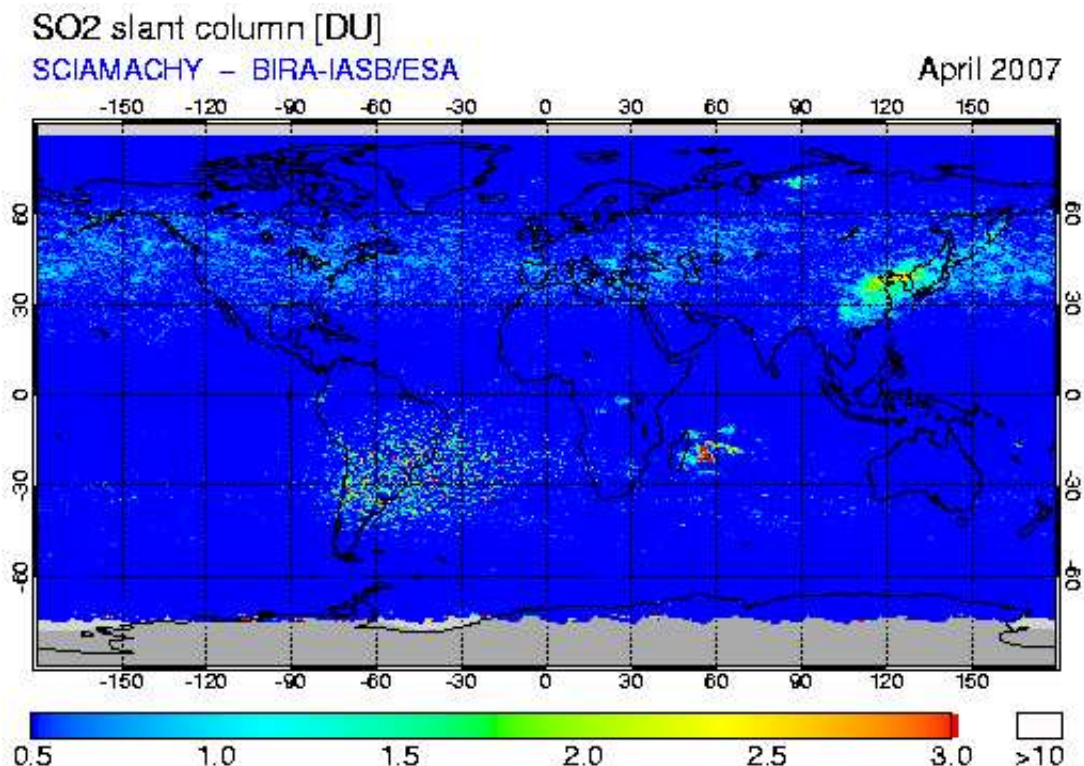 SO2 slant column [DU]
SCIAMACHY – BIRA-IASB/ESA April 2007
-150 -120 -90 -60 -30 0 30 60 90 120 150
60 60
30 30
0 0
-30 -30
-60 -60
-150 -120 -90 -60 -30 0 30 60 90 120 150
0.5 1.0 1.5 2.0 2.5 3.0 >10